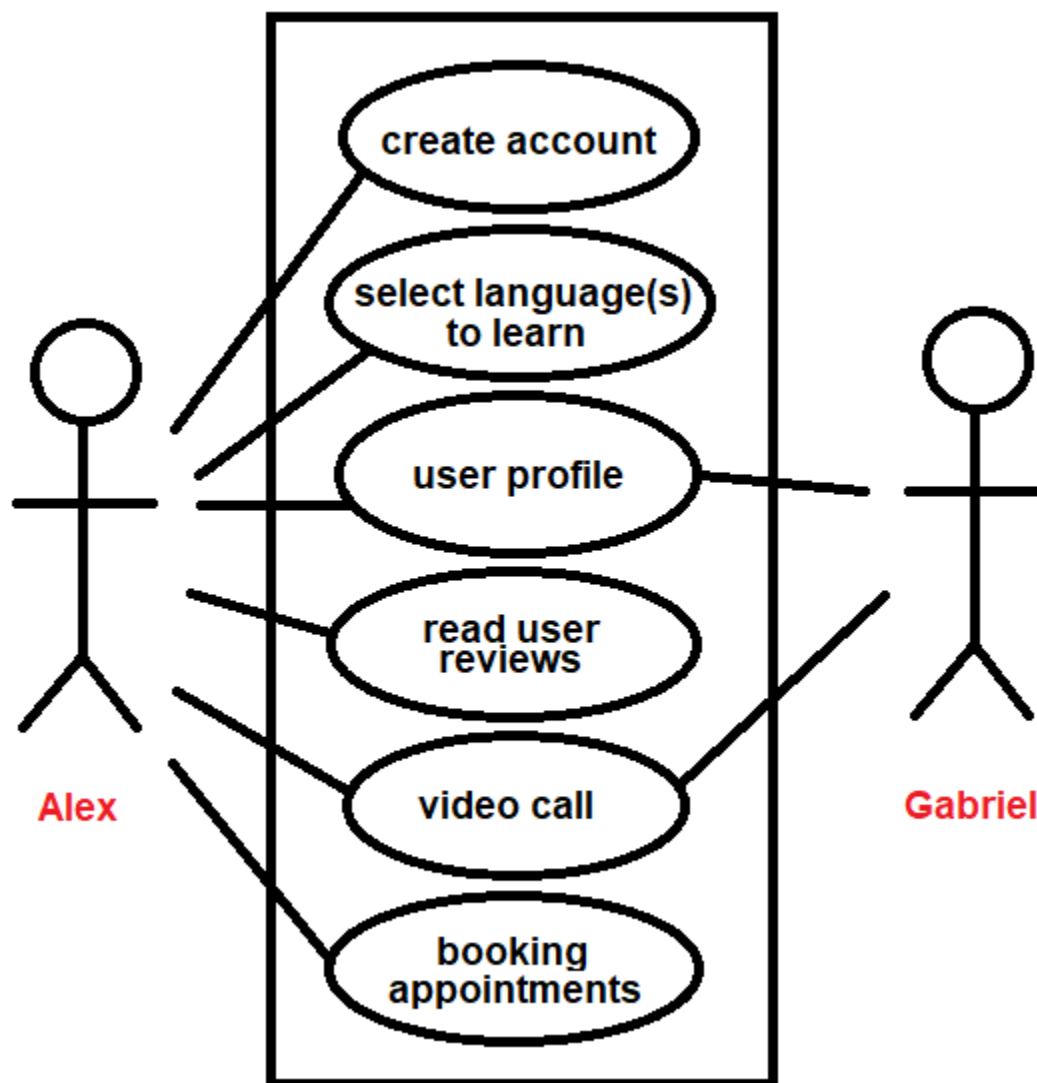 create account
select language(s)
to learn
user profile
read user
reviews
video call
Alex
Gabriel
booking
appointments